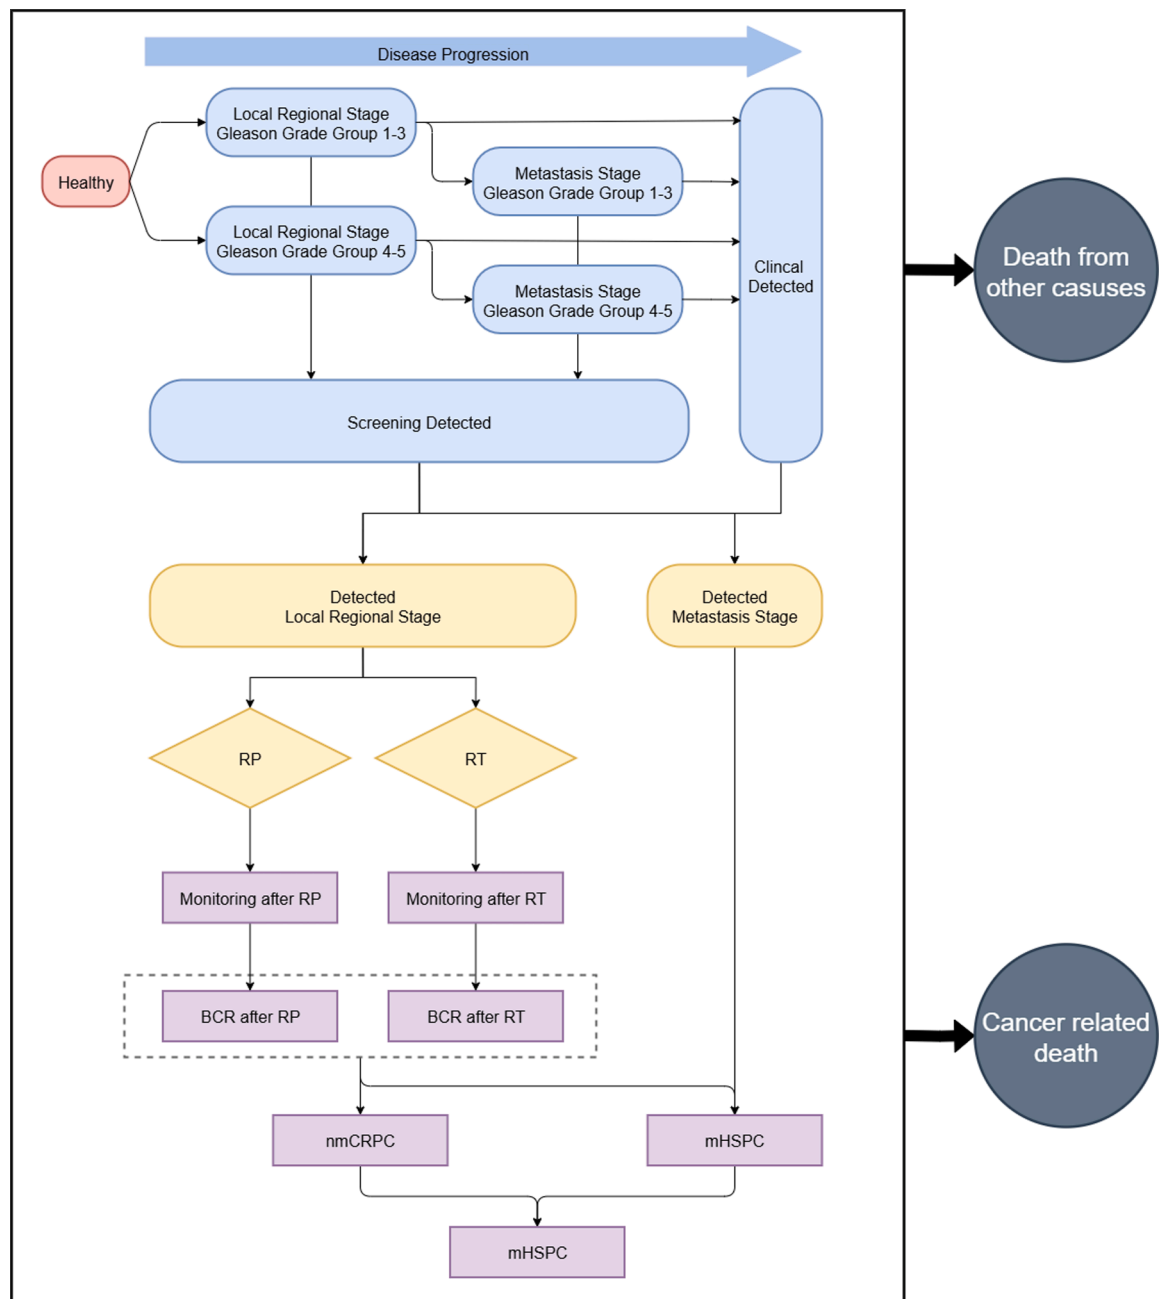 Disease Progression
Local Regional Stage
Gleason Grade Group 1-3
Healthy
Metastasis Stage
Gleason Grade Group 1-3
Local Regional Stage
Gleason Grade Group 4-5
Metastasis Stage
Gleason Grade Group 4-5
Clincal
Detected
Death from
other casuses
Screening Detected
Detected
Local Regional Stage
Detected
Metastasis Stage
RP
RT
Monitoring after RP
Monitoring after RT
BCR after RP
BCR after RT
Cancer related
death
nmCRPC
mHSPC
mHSPC